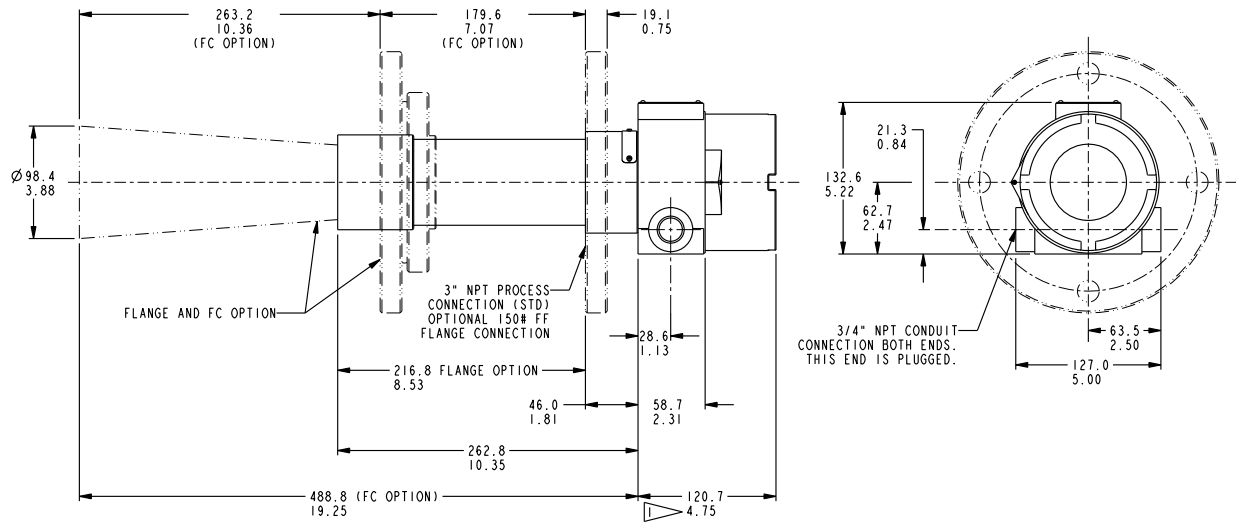 263.2
10.36
(FC OPTION)
179.6
7.07
(FC OPTION)
19.1
0.75
Ø 98.4
3.88
21.3
0.84
132.6
5.22
62.7
2.47
FLANGE AND FC OPTION
3" NPT PROCESS
CONNECTION (STD)
OPTIONAL 150# FF
FLANGE CONNECTION
28.6
1.13
3/4" NPT CONDUIT
CONNECTION BOTH ENDS.
THIS END IS PLUGGED.
63.5
2.50
127.0
5.00
216.8 FLANGE OPTION
8.53
46.0
1.81
58.7
2.31
262.8
10.35
488.8 (FC OPTION)
19.25
120.7
1 4.75